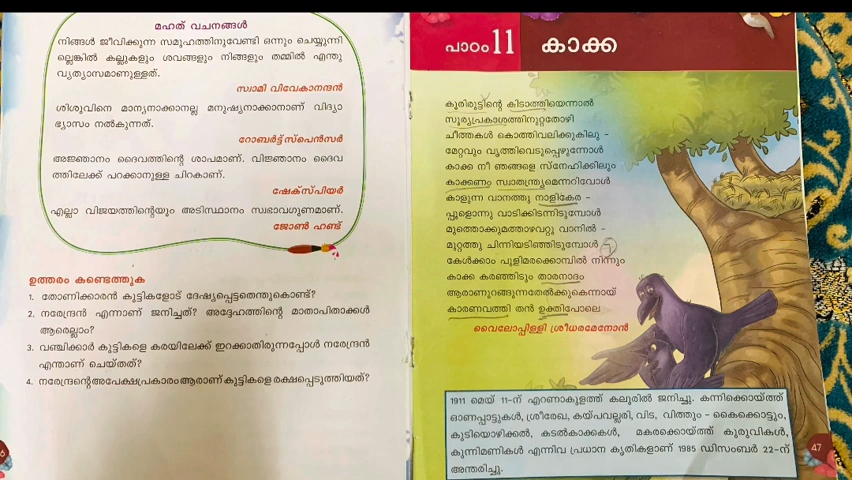 മഹത് വചനങ്ങൾ
നിങ്ങൾ ജീവിക്കുന്ന സമൂഹത്തിനുവേണ്ടി ഒന്നും ചെയ്യുന്നി
ല്ലെങ്കിൽ കല്ലുകളും ശവങ്ങളും നിങ്ങളും തമ്മിൽ എന്തു
വ്യത്യാസമാണുള്ളത്.
സ്വാമി വിവേകാനന്ദൻ
ശിശുവിനെ മാന്യനാക്കാനല്ല മനുഷ്യനാക്കാനാണ് വിദ്യാ
ഭ്യാസം നൽകുന്നത്.
റോബർട്ട് സ്പെൻസർ
അജ്ഞാനം ദൈവത്തിന്റെ ശാപമാണ്. വിജ്ഞാനം ദൈവ
ത്തിലേക്ക് പറക്കാനുള്ള ചിറകാണ്.
ഷേക്സ്പിയർ
എല്ലാ വിജയത്തിന്റെയും അടിസ്ഥാനം സ്വഭാവഗുണമാണ്.
ജോൺ ഹണ്ട്
ഉത്തരം കണ്ടെത്തുക
1. തോണിക്കാരൻ കുട്ടികളോട് ദേഷ്യപ്പെട്ടതെന്തുകൊണ്ട്?
2. നരേന്ദ്രൻ എന്നാണ് ജനിച്ചത്? അദ്ദേഹത്തിന്റെ മാതാപിതാക്കൾ
ആരെല്ലാം?
3. വഞ്ചിക്കാർ കുട്ടികളെ കരയിലേക്ക് ഇറക്കാതിരുന്നപ്പോൾ നരേന്ദ്രൻ
എന്താണ് ചെയ്തത്?
4. നരേന്ദ്രന്റെ അപേക്ഷപ്രകാരം ആരാണ് കുട്ടികളെ രക്ഷപ്പെടുത്തിയത്?
6
പാഠം 11 കാക്ക
കൂരിരുട്ടിന്റെ കിടാത്തിയെന്നാൽ
സൂര്യപ്രകാശത്തിനുറ്റതോഴി
ചീത്തകൾ കൊത്തിവലിക്കുകിലു -
മേറ്റവും വൃത്തിവെടുപ്പെഴുന്നോൾ
കാക്ക നീ ഞങ്ങളെ സ്നേഹിക്കിലും
കാക്കണം സ്വാതന്ത്ര്യമെന്നറിവോൾ
കാളുന്ന വാനത്തു നാളികേര -
പ്പൂളൊന്നു വാടിക്കിടന്നിടുമ്പോൾ
മുത്തൊക്കുമത്താഴവറ്റു വാനിൽ -
മുറ്റത്തു ചിന്നിയടിഞ്ഞിടുമ്പോൾ
കേൾക്കാം പുളിമരക്കൊമ്പിൽ നിന്നും
കാക്ക കരഞ്ഞിടും താരനാദം
ആരാണുറങ്ങുന്നതേൽക്കുകെന്നായ്
കാരണവത്തി തൻ ഉക്തിപോലെ
വൈലോപ്പിള്ളി ശ്രീധരമേനോൻ
1911 മെയ് 11-ന് എറണാകുളത്ത് കലൂരിൽ ജനിച്ചു. കന്നിക്കൊയ്ത്ത്
ഓണപ്പാട്ടുകൾ, ശ്രീരേഖ, കയ്പവല്ലരി, വിട, വിത്തും - കൈക്കൊട്ടും,
കുടിയൊഴിക്കൽ, കടൽകാക്കകൾ, മകരക്കൊയ്ത്ത് കുരുവികൾ,
കുന്നിമണികൾ എന്നിവ പ്രധാന കൃതികളാണ് 1985 ഡിസംബർ 22-ന്
അന്തരിച്ചു.
47